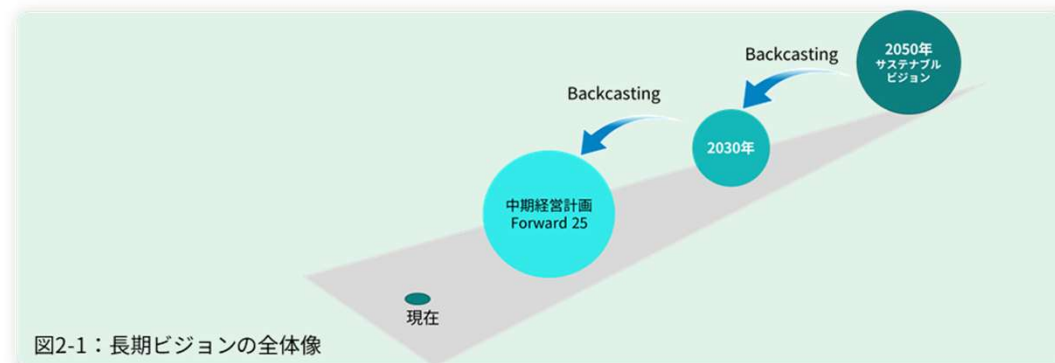 2050年
サステナブル
ビジョン
Backcasting
Backcasting
2030年
中期経営計画
Forward 25
現在
図2-1：長期ビジョンの全体像